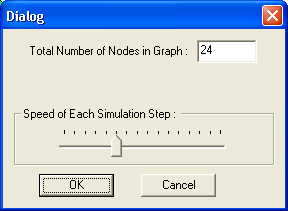 Dialog
Total Number of Nodes in Graph : 24
Speed of Each Simulation Step :
OK Cancel